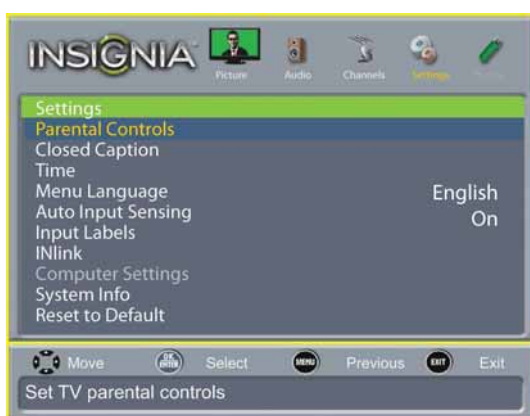 INSIGNIA
Picture Audio Channels Settings
Settings
Parental Controls
Closed Caption
Time
Menu Language English
Auto Input Sensing On
Input Labels
INlink
Computer Settings
System Info
Reset to Default
Move OK ENTER Select MENU Previous EXIT Exit
Set TV parental controls